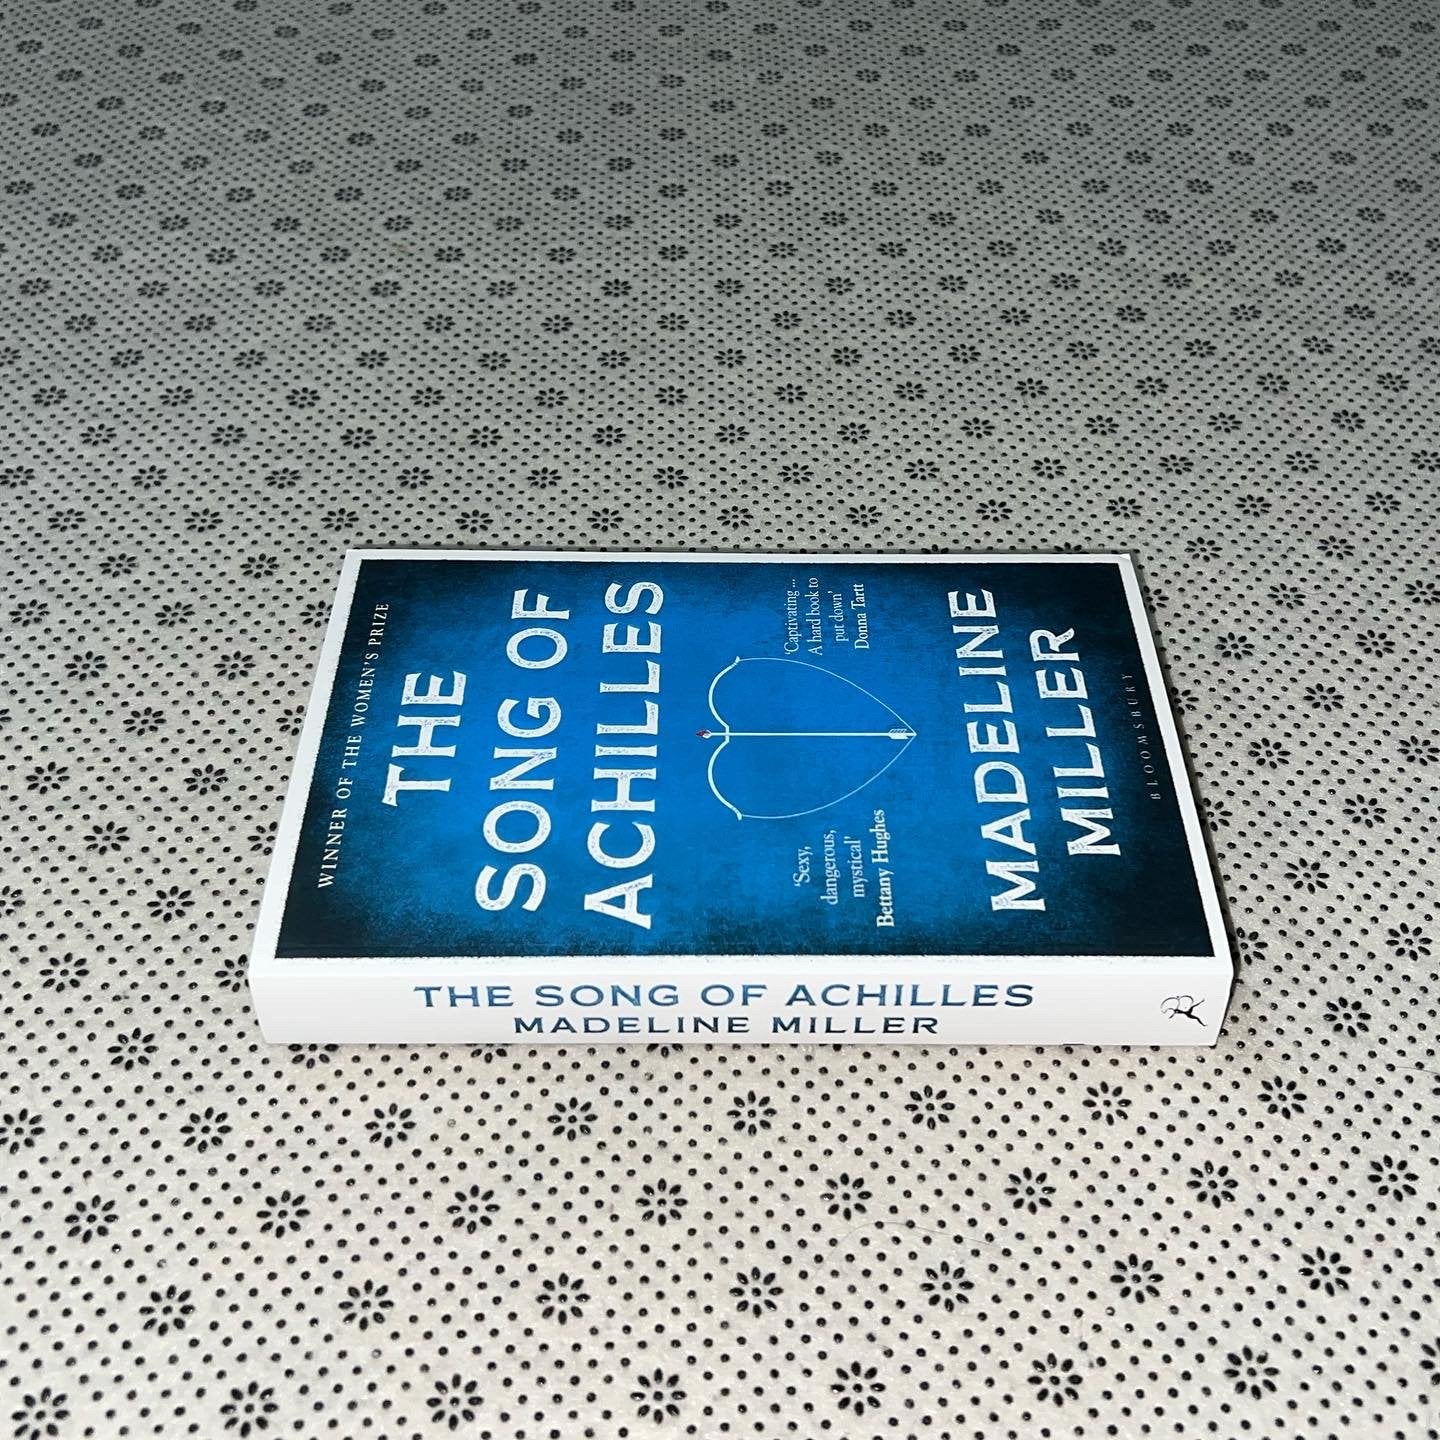 WINNER OF THE WOMEN'S PRIZE
THE
SONG OF
ACHILLES
'Captivating ...
A hard book to
put down'
Donna Tartt
'Sexy,
dangerous,
mystical'
Bettany Hughes
MADELINE
MILLER
BLOOMSBURY
THE SONG OF ACHILLES
MADELINE MILLER